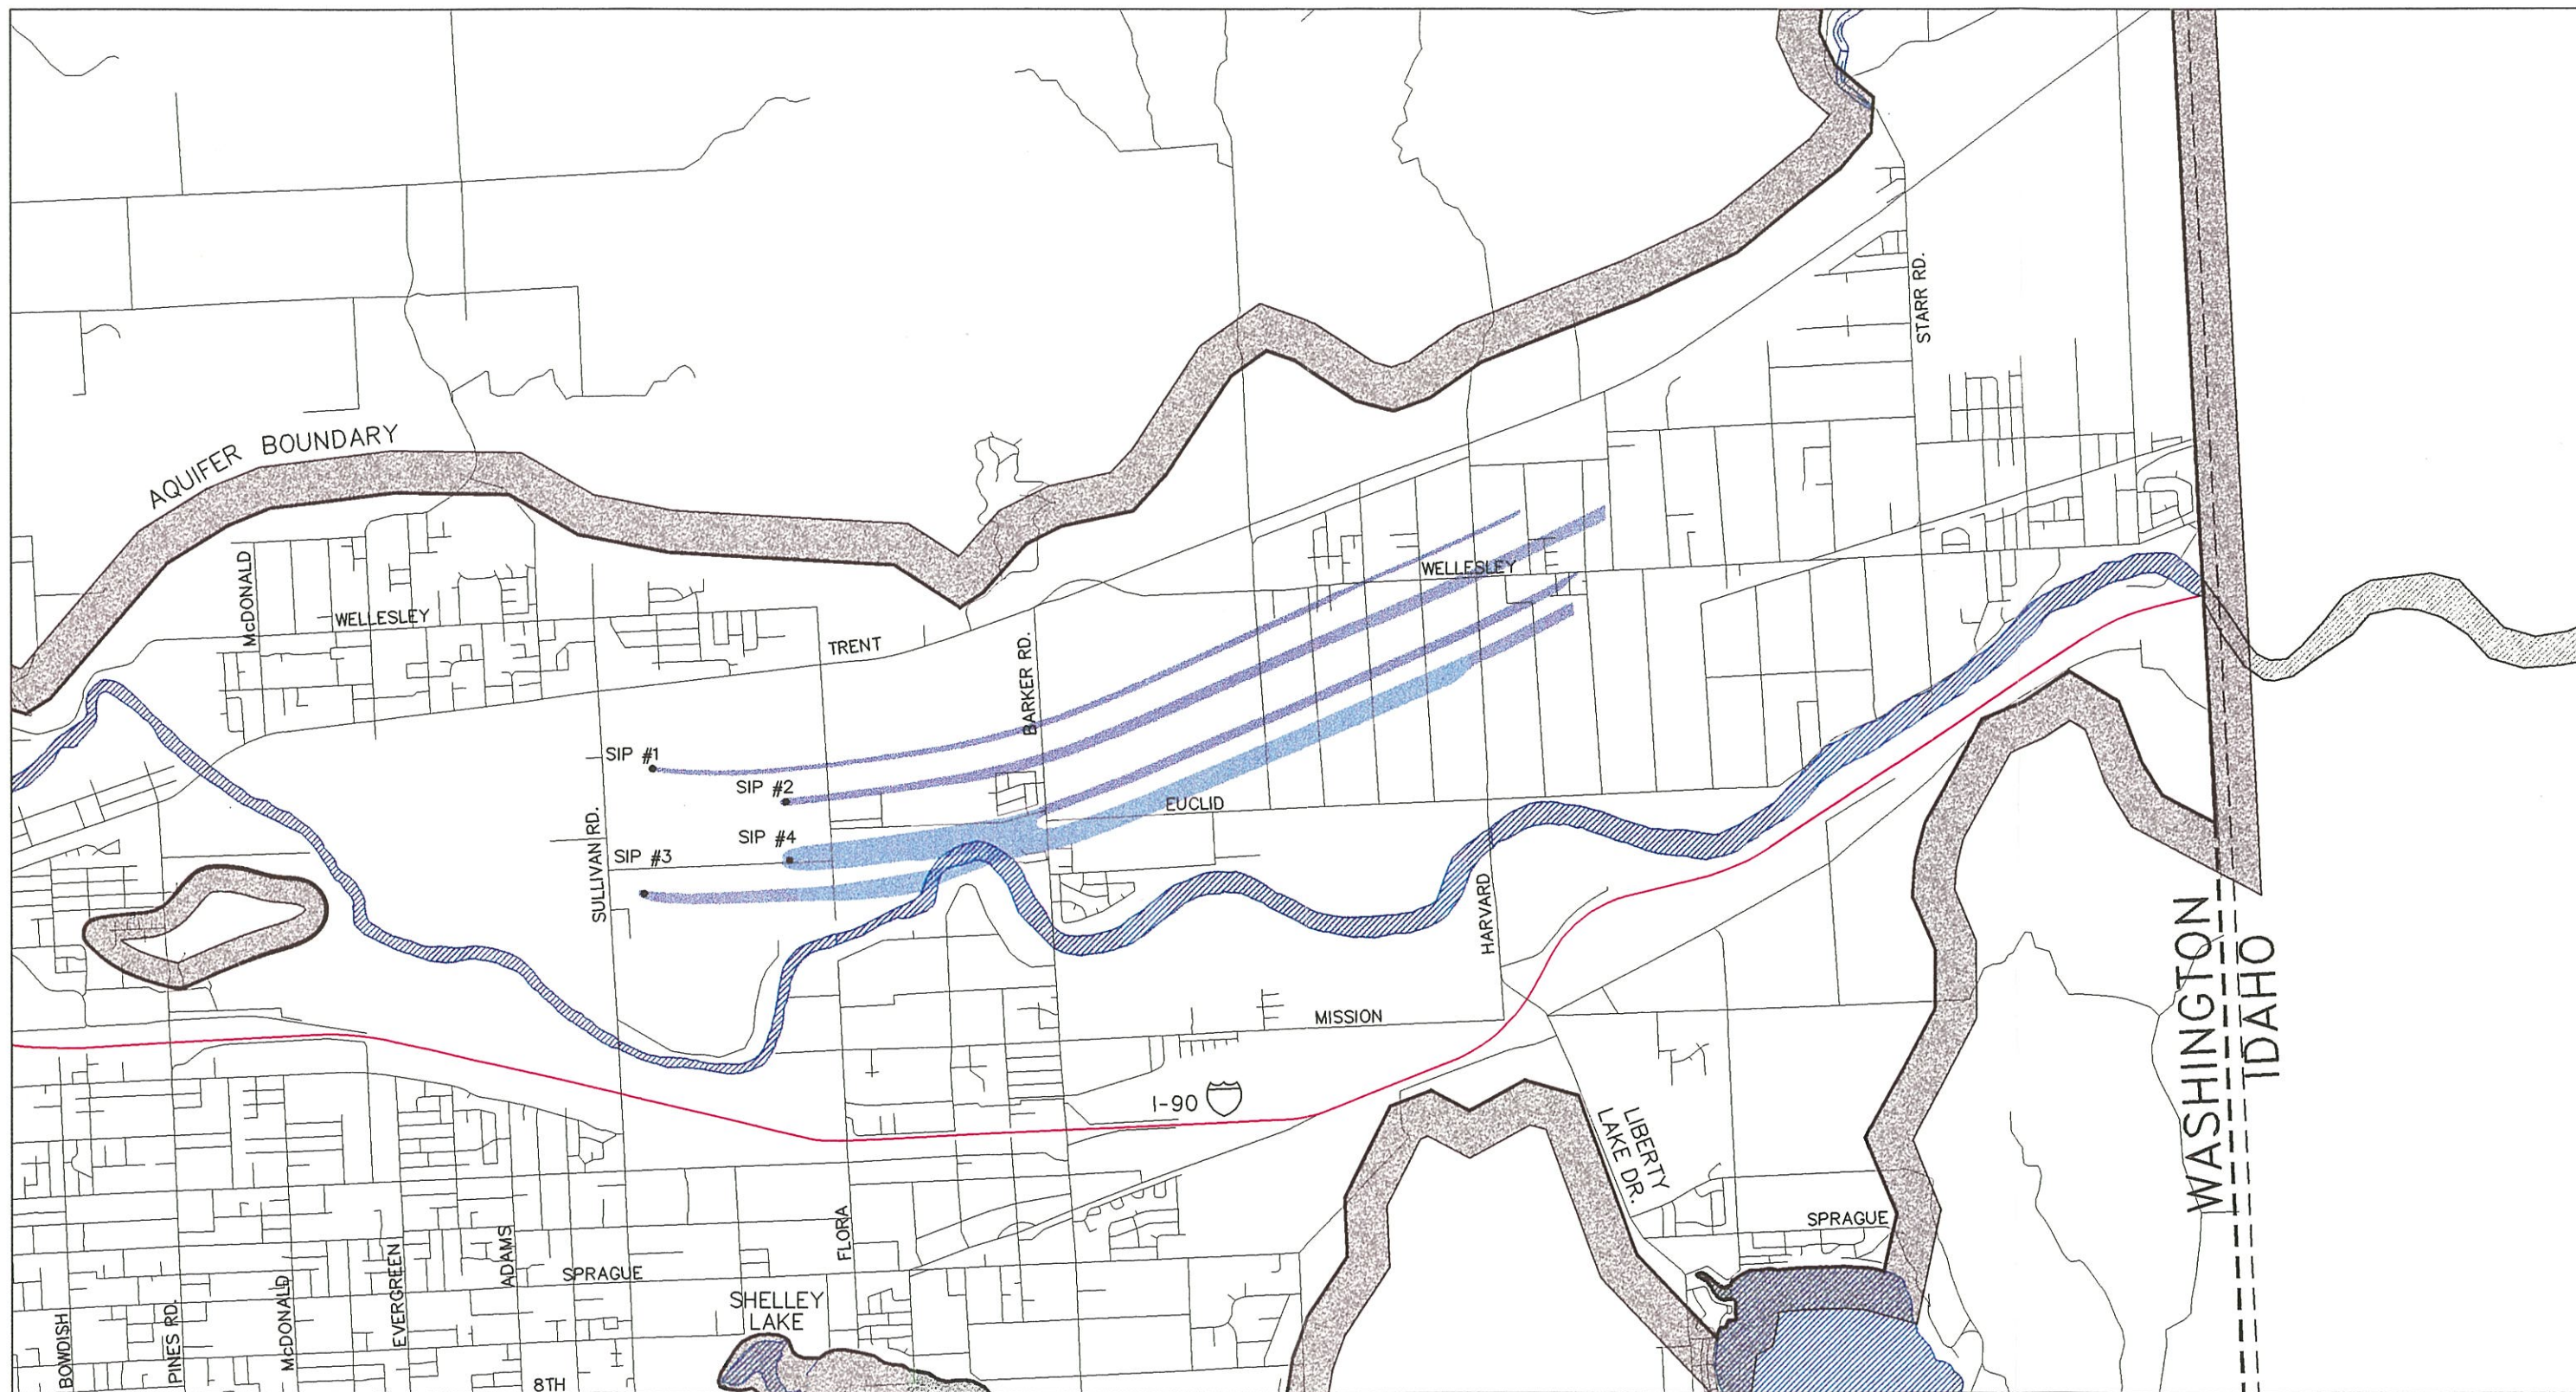 STARR RD.
AQUIFER BOUNDARY
McDONALD
WELLESLEY
WELLESLEY
TRENT
BARKER RD.
SIP #1
SIP #2
EUCLID
SIP #4
SIP #3
SULLIVAN RD.
HARVARD
WASHINGTON
IDAHO
MISSION
I-90
LIBERTY
LAKE DR.
SPRAGUE
FLORA
ADAMS
EVERGREEN
SPRAGUE
McDONALD
PINES RD.
BOWDISH
SHELLEY
LAKE
8TH